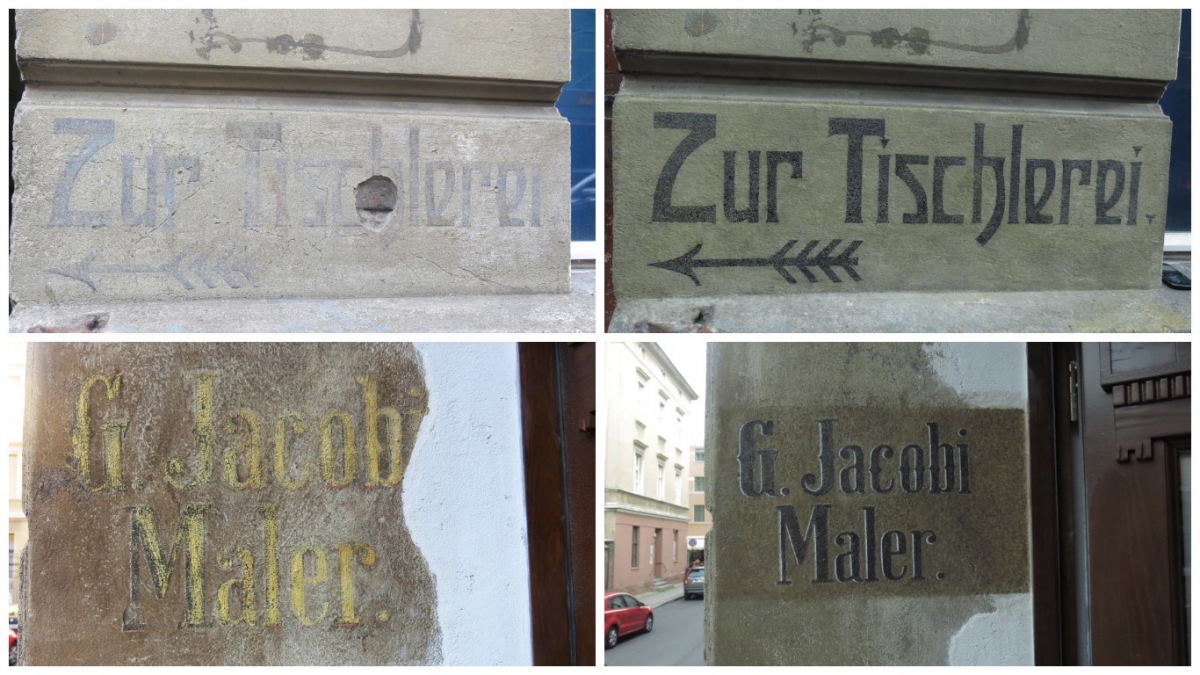 Zur Tischlerei
Zur Tischlerei.
G. Jacobi
Maler.
G. Jacobi
Maler.